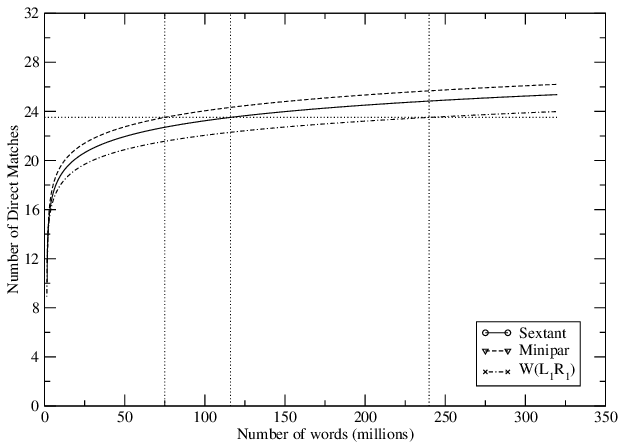 32
28
24
20
16
12
8
4
0
Number of Direct Matches
0 50 100 150 200 250 300 350
Number of words (millions)
Sextant
Minipar
W(L₁R₁)